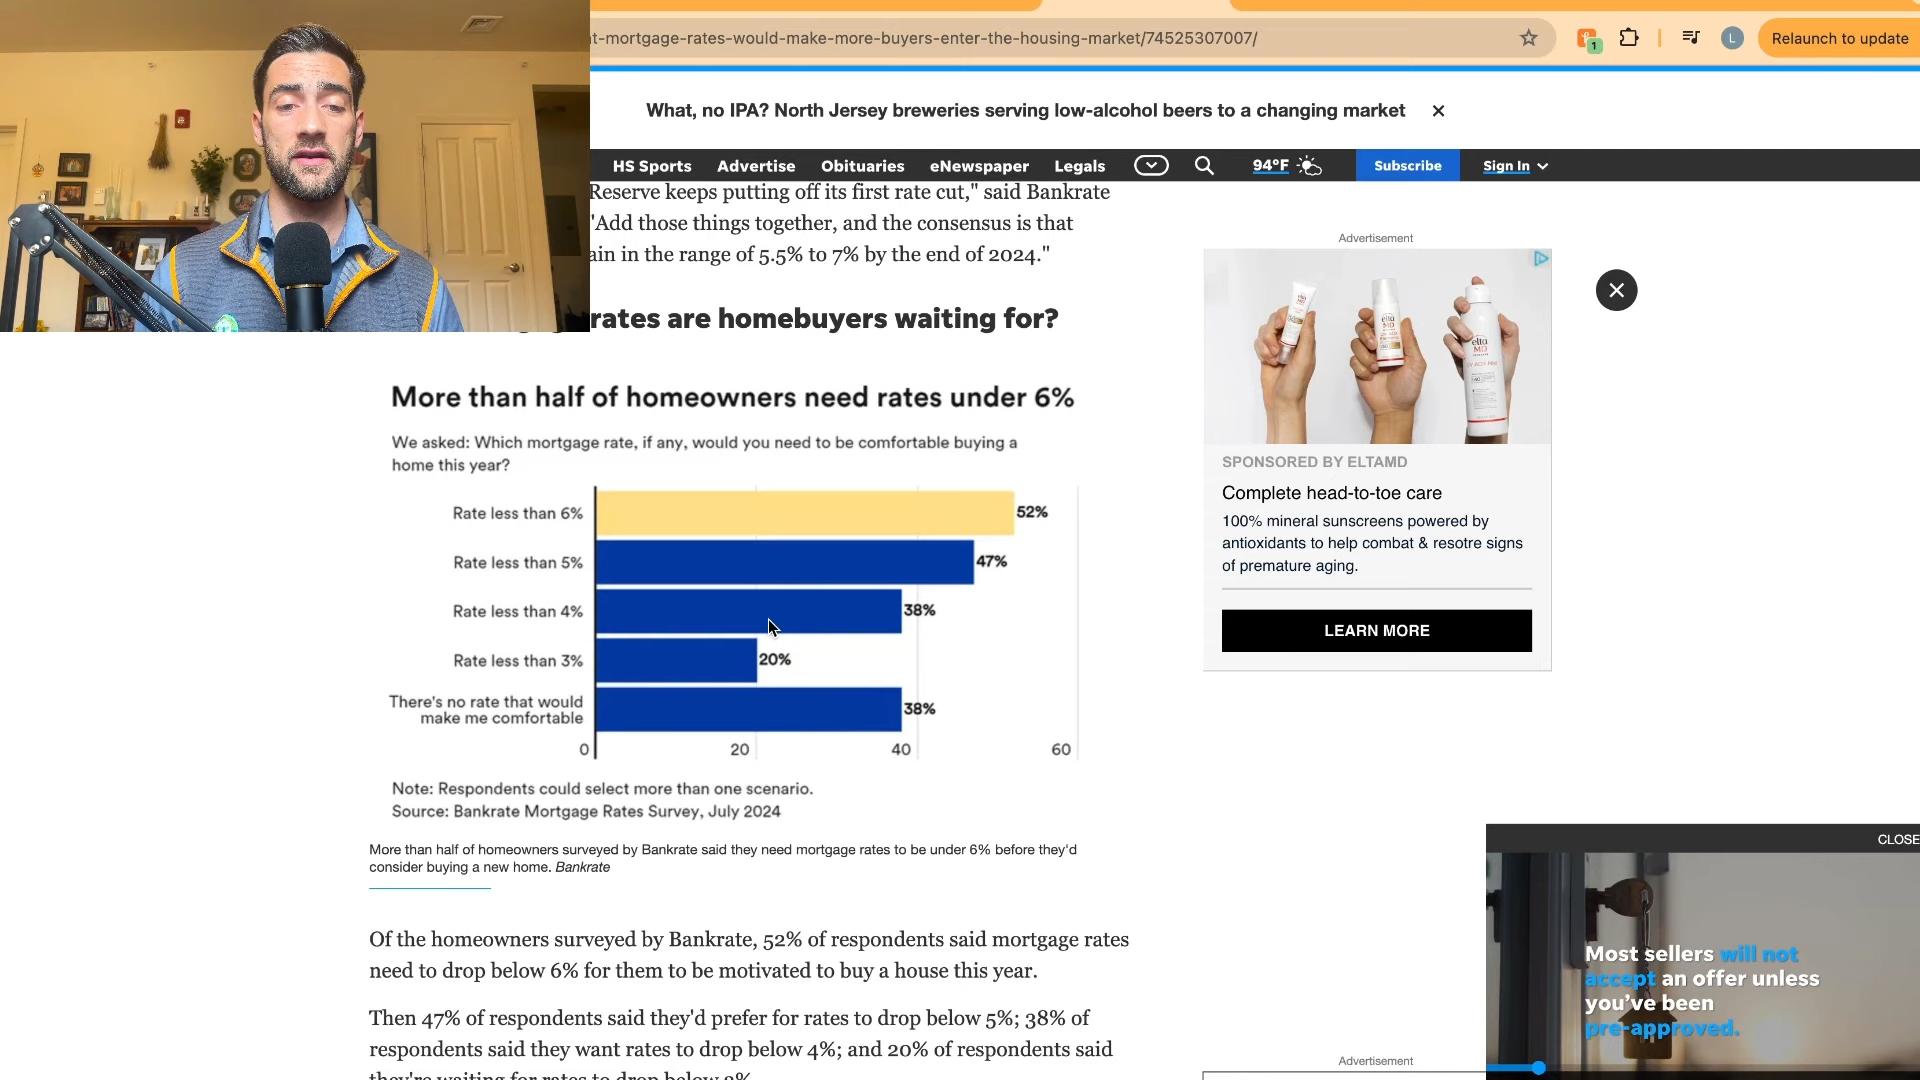 t-mortgage-rates-would-make-more-buyers-enter-the-housing-market/74525307007/
1
L
Relaunch to update
What, no IPA? North Jersey breweries serving low-alcohol beers to a changing market
HS Sports Advertise Obituaries eNewspaper Legals 94°F Subscribe Sign In
Reserve keeps putting off its first rate cut," said Bankrate
"Add those things together, and the consensus is that
ain in the range of 5.5% to 7% by the end of 2024."
rates are homebuyers waiting for?
More than half of homeowners need rates under 6%
We asked: Which mortgage rate, if any, would you need to be comfortable buying a
home this year?
Rate less than 6% 52%
Rate less than 5% 47%
Rate less than 4% 38%
Rate less than 3% 20%
There's no rate that would
make me comfortable 38%
0 20 40 60
Note: Respondents could select more than one scenario.
Source: Bankrate Mortgage Rates Survey, July 2024
More than half of homeowners surveyed by Bankrate said they need mortgage rates to be under 6% before they'd
consider buying a new home. Bankrate
Of the homeowners surveyed by Bankrate, 52% of respondents said mortgage rates
need to drop below 6% for them to be motivated to buy a house this year.
Then 47% of respondents said they'd prefer for rates to drop below 5%; 38% of
respondents said they want rates to drop below 4%; and 20% of respondents said
they're waiting for rates to drop below 3%.
Advertisement
elta
MD
elta
MD
SPONSORED BY ELTAMD
Complete head-to-toe care
100% mineral sunscreens powered by
antioxidants to help combat & resotre signs
of premature aging.
LEARN MORE
CLOSE
Most sellers will not
accept an offer unless
you've been
pre-approved.
Advertisement